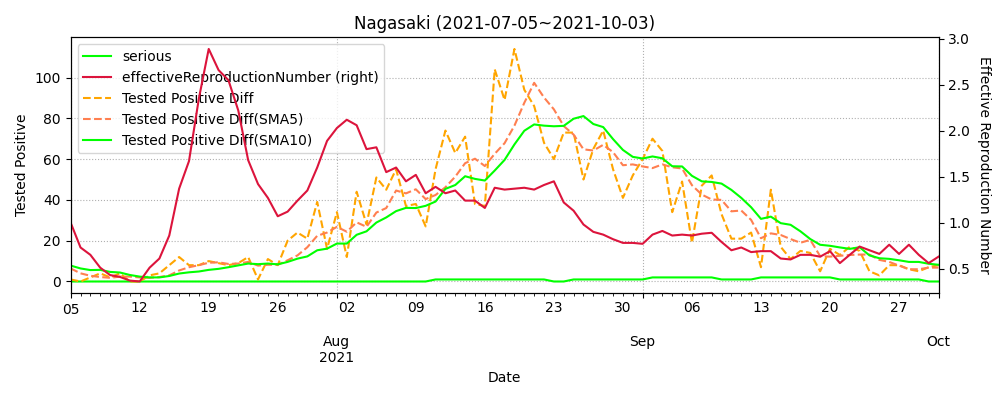 Nagasaki (2021-07-05~2021-10-03)
serious
effectiveReproductionNumber (right)
Tested Positive Diff
Tested Positive Diff(SMA5)
Tested Positive Diff(SMA10)
Tested Positive
0
20
40
60
80
100
Effective Reproduction Number
0.5
1.0
1.5
2.0
2.5
3.0
05 12 19 26 02 09 16 23 30 06 13 20 27
Aug Sep Oct
2021
Date